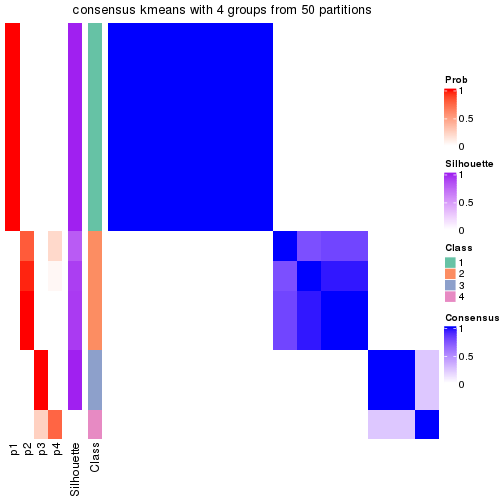 consensus kmeans with 4 groups from 50 partitions
Prob
1
0.5
0
Silhouette
1
0.5
0
Class
1
2
3
4
Consensus
1
0.5
0
p1
p2
p3
p4
Silhouette
Class